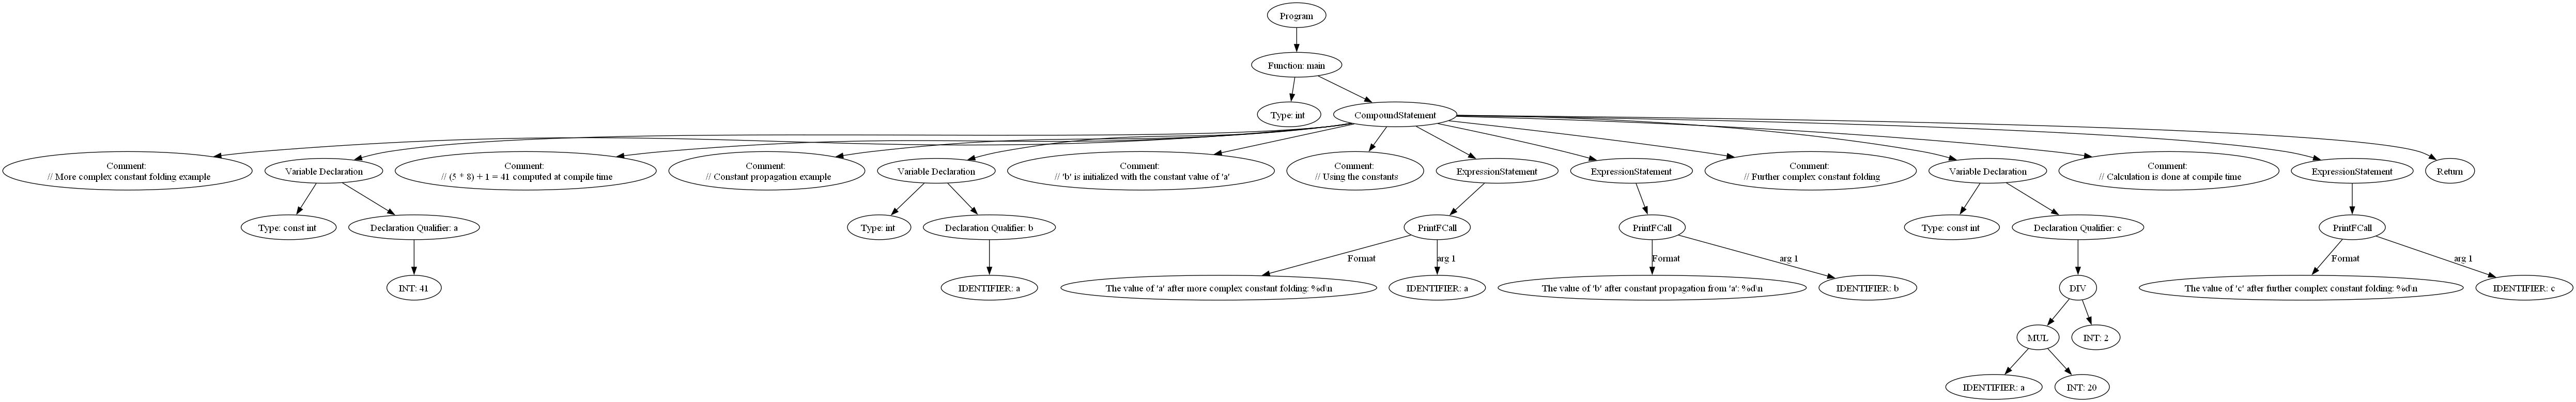 Program
Function: main
Type: int
CompoundStatement
Comment:
// More complex constant folding example
Variable Declaration
Comment:
// (5 * 8) + 1 = 41 computed at compile time
Comment:
// Constant propagation example
Variable Declaration
Comment:
// 'b' is initialized with the constant value of 'a'
Comment:
// Using the constants
ExpressionStatement
ExpressionStatement
Comment:
// Further complex constant folding
Variable Declaration
Comment:
// Calculation is done at compile time
ExpressionStatement
Return
Type: const int
Declaration Qualifier: a
Type: int
Declaration Qualifier: b
PrintFCall
PrintFCall
Type: const int
Declaration Qualifier: c
PrintFCall
Format
arg 1
Format
arg 1
Format
arg 1
INT: 41
IDENTIFIER: a
The value of 'a' after more complex constant folding: %d\n
IDENTIFIER: a
The value of 'b' after constant propagation from 'a': %d\n
IDENTIFIER: b
DIV
The value of 'c' after further complex constant folding: %d\n
IDENTIFIER: c
MUL
INT: 2
IDENTIFIER: a
INT: 20